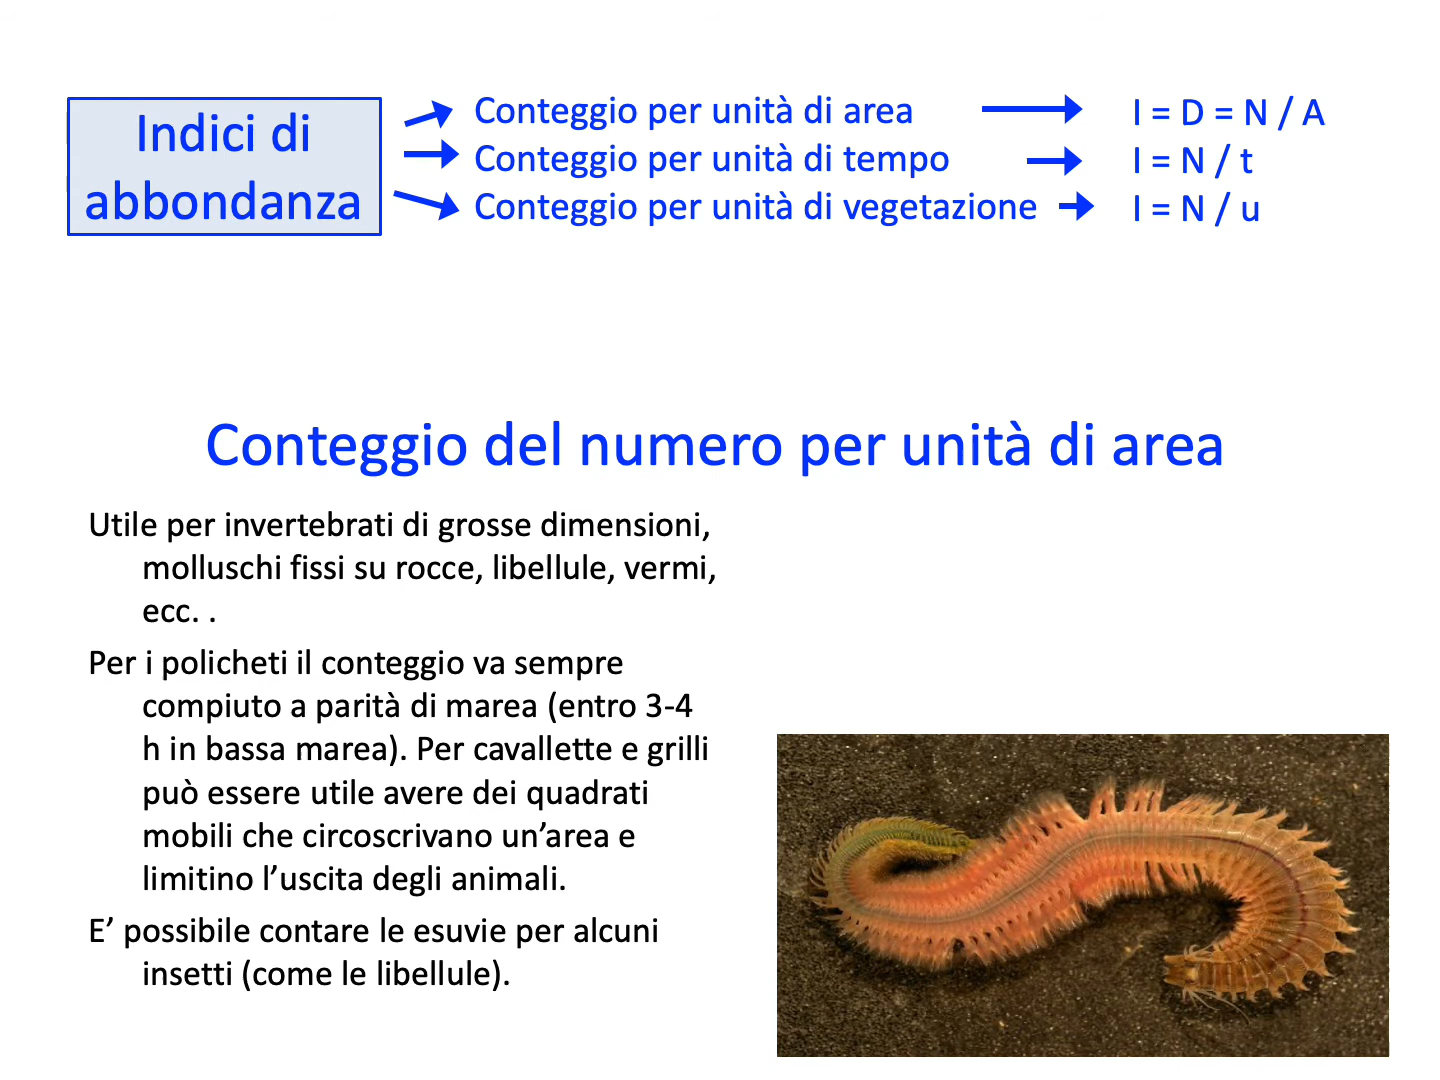 Indici di
abbondanza
Conteggio per unità di area
I = D = N / A
Conteggio per unità di tempo
I = N / t
Conteggio per unità di vegetazione
I = N / u
Conteggio del numero per unità di area
Utile per invertebrati di grosse dimensioni,
molluschi fissi su rocce, libellule, vermi,
ecc. .
Per i policheti il conteggio va sempre
compiuto a parità di marea (entro 3-4
h in bassa marea). Per cavallette e grilli
può essere utile avere dei quadrati
mobili che circoscrivano un’area e
limitino l’uscita degli animali.
E’ possibile contare le esuvie per alcuni
insetti (come le libellule).